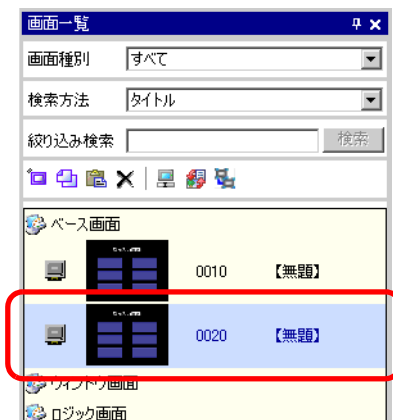 画面一覧
画面種別 すべて
検索方法 タイトル
絞り込み検索 検索
ベース画面
0010 【無題】
0020 【無題】
ウィンドウ画面
ロジック画面